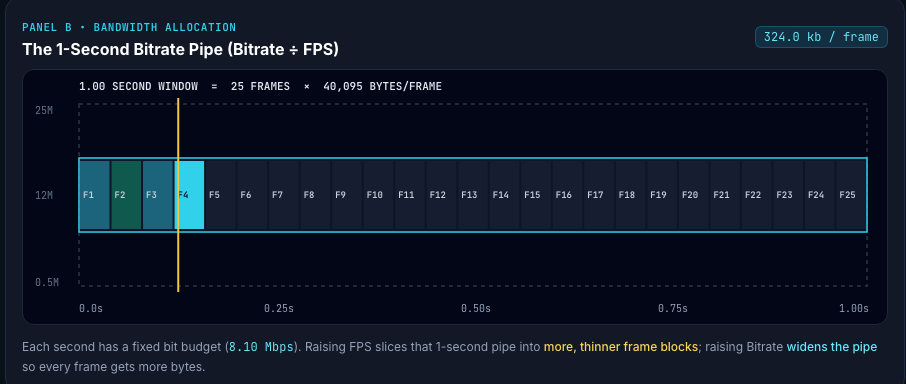 PANEL B • BANDWIDTH ALLOCATION
The 1-Second Bitrate Pipe (Bitrate ÷ FPS)
324.0 kb / frame
1.00 SECOND WINDOW = 25 FRAMES × 40,095 BYTES/FRAME
25M
12M
F1 F2 F3 F4 F5 F6 F7 F8 F9 F10 F11 F12 F13 F14 F15 F16 F17 F18 F19 F20 F21 F22 F23 F24 F25
0.5M
0.0s 0.25s 0.50s 0.75s 1.00s
Each second has a fixed bit budget (8.10 Mbps). Raising FPS slices that 1-second pipe into more, thinner frame blocks; raising Bitrate widens the pipe
so every frame gets more bytes.